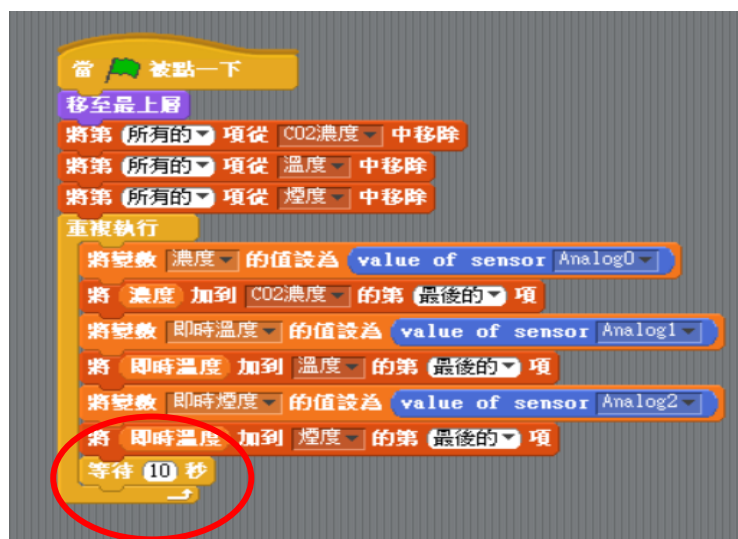 當 被點一下
移至最上層
將第 所有的 項從 CO2濃度 中移除
將第 所有的 項從 溫度 中移除
將第 所有的 項從 煙度 中移除
重複執行
將變數 濃度 的值設為 value of sensor Analog0
將 濃度 加到 CO2濃度 的第 最後的 項
將變數 即時溫度 的值設為 value of sensor Analog1
將 即時溫度 加到 溫度 的第 最後的 項
將變數 即時煙度 的值設為 value of sensor Analog2
將 即時溫度 加到 煙度 的第 最後的 項
等待 10 秒